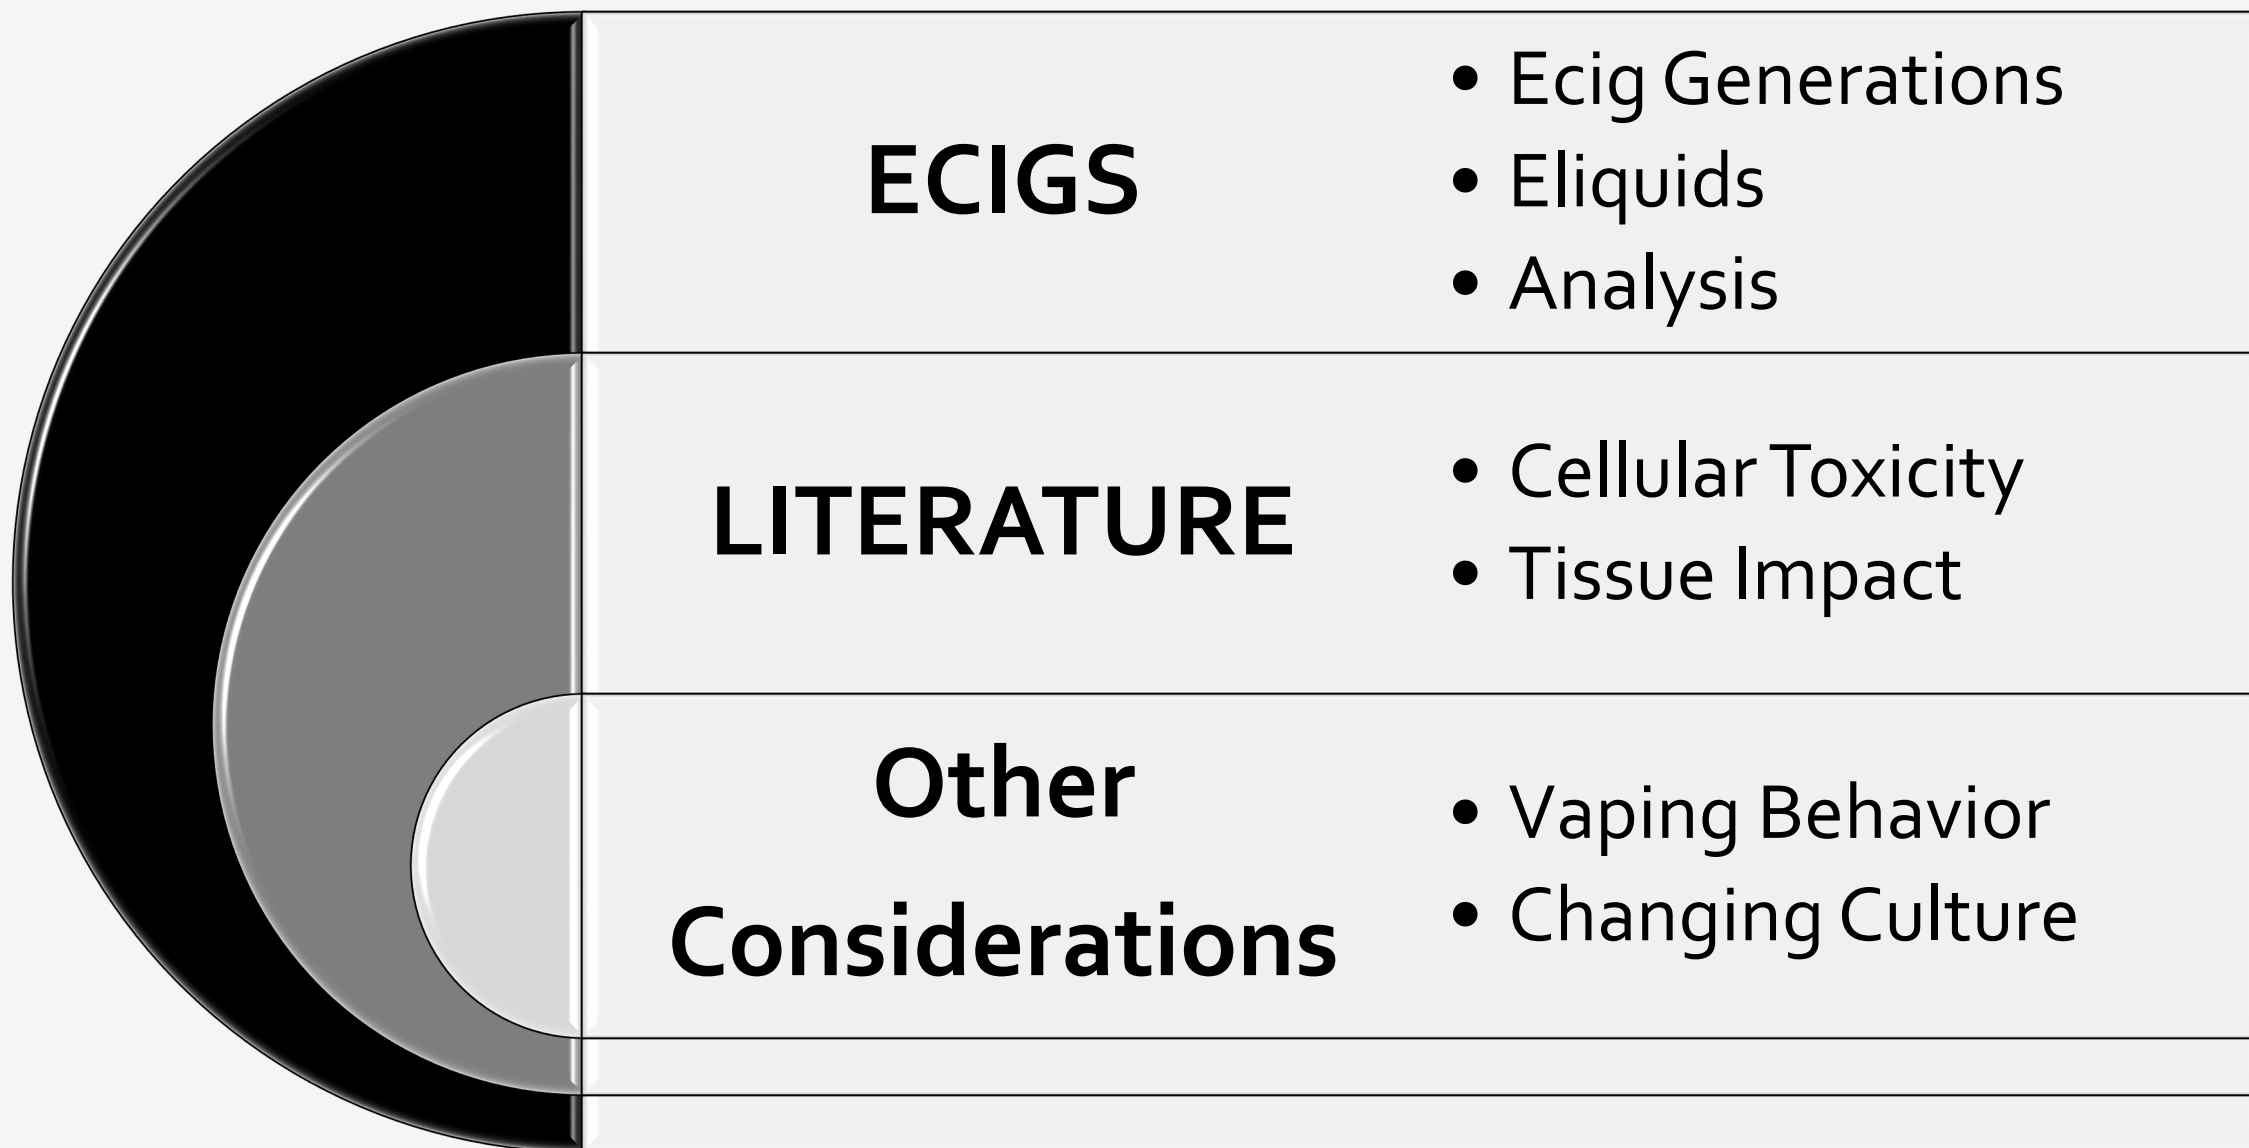 ECIGS
• Ecig Generations
• Eliquids
• Analysis
LITERATURE
• Cellular Toxicity
• Tissue Impact
Other
Considerations
• Vaping Behavior
• Changing Culture